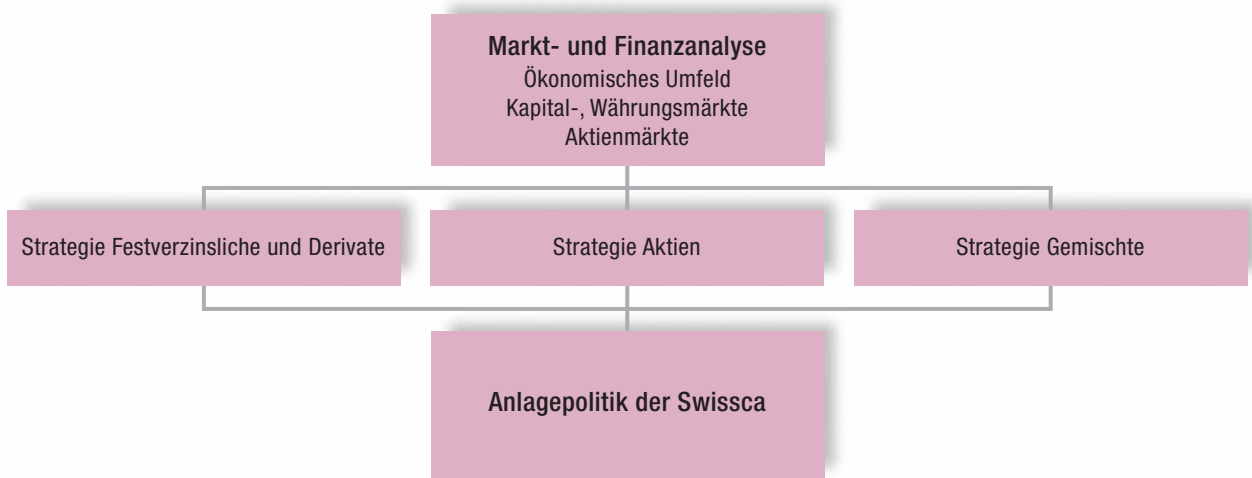 Markt- und Finanzanalyse
Ökonomisches Umfeld
Kapital-, Währungsmärkte
Aktienmärkte
Strategie Festverzinsliche und Derivate
Strategie Aktien
Strategie Gemischte
Anlagepolitik der Swissca